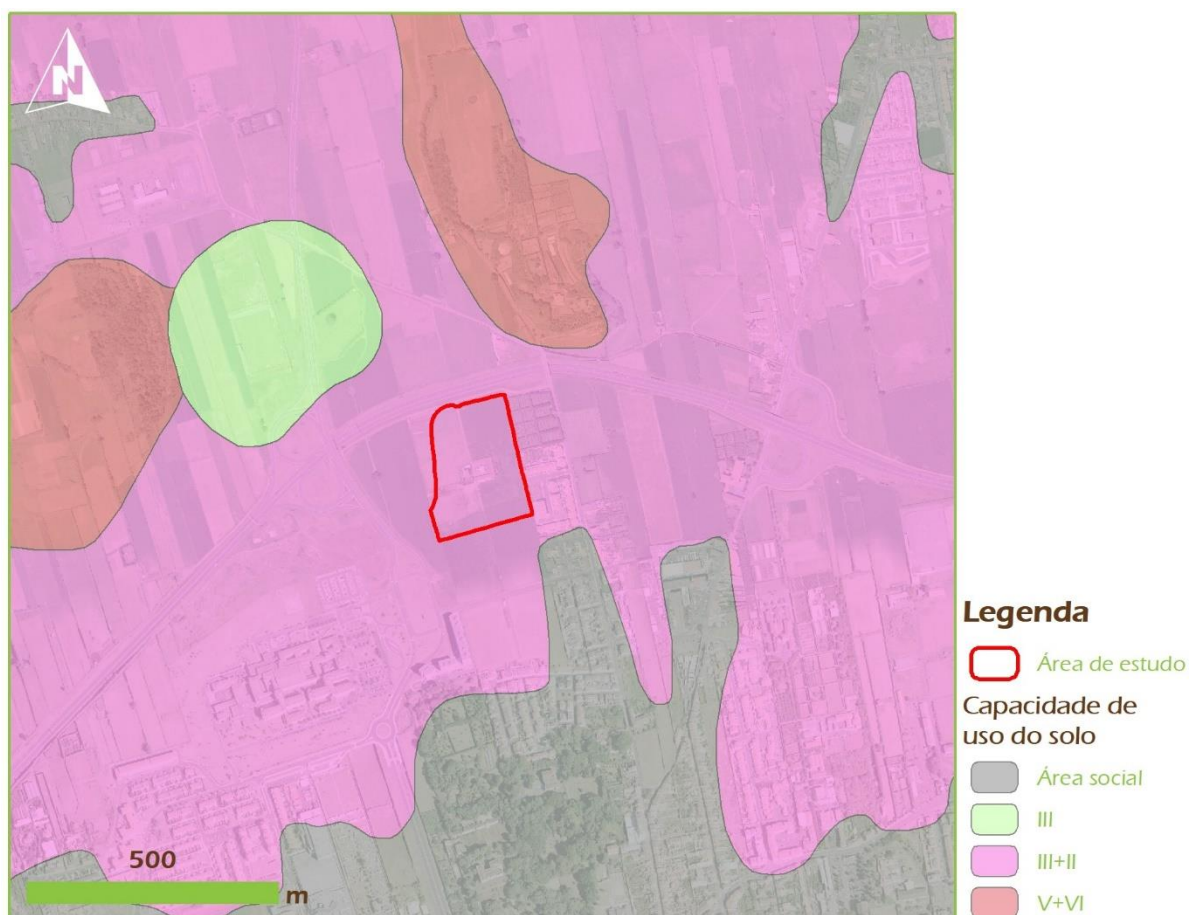 N
500
m
Legenda
Área de estudo
Capacidade de
uso do solo
Área social
III
III+II
V+VI